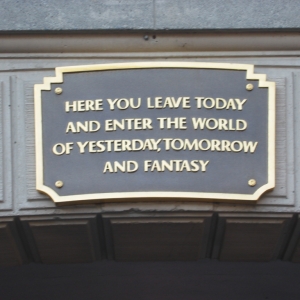 HERE YOU LEAVE TODAY
AND ENTER THE WORLD
OF YESTERDAY, TOMORROW
AND FANTASY